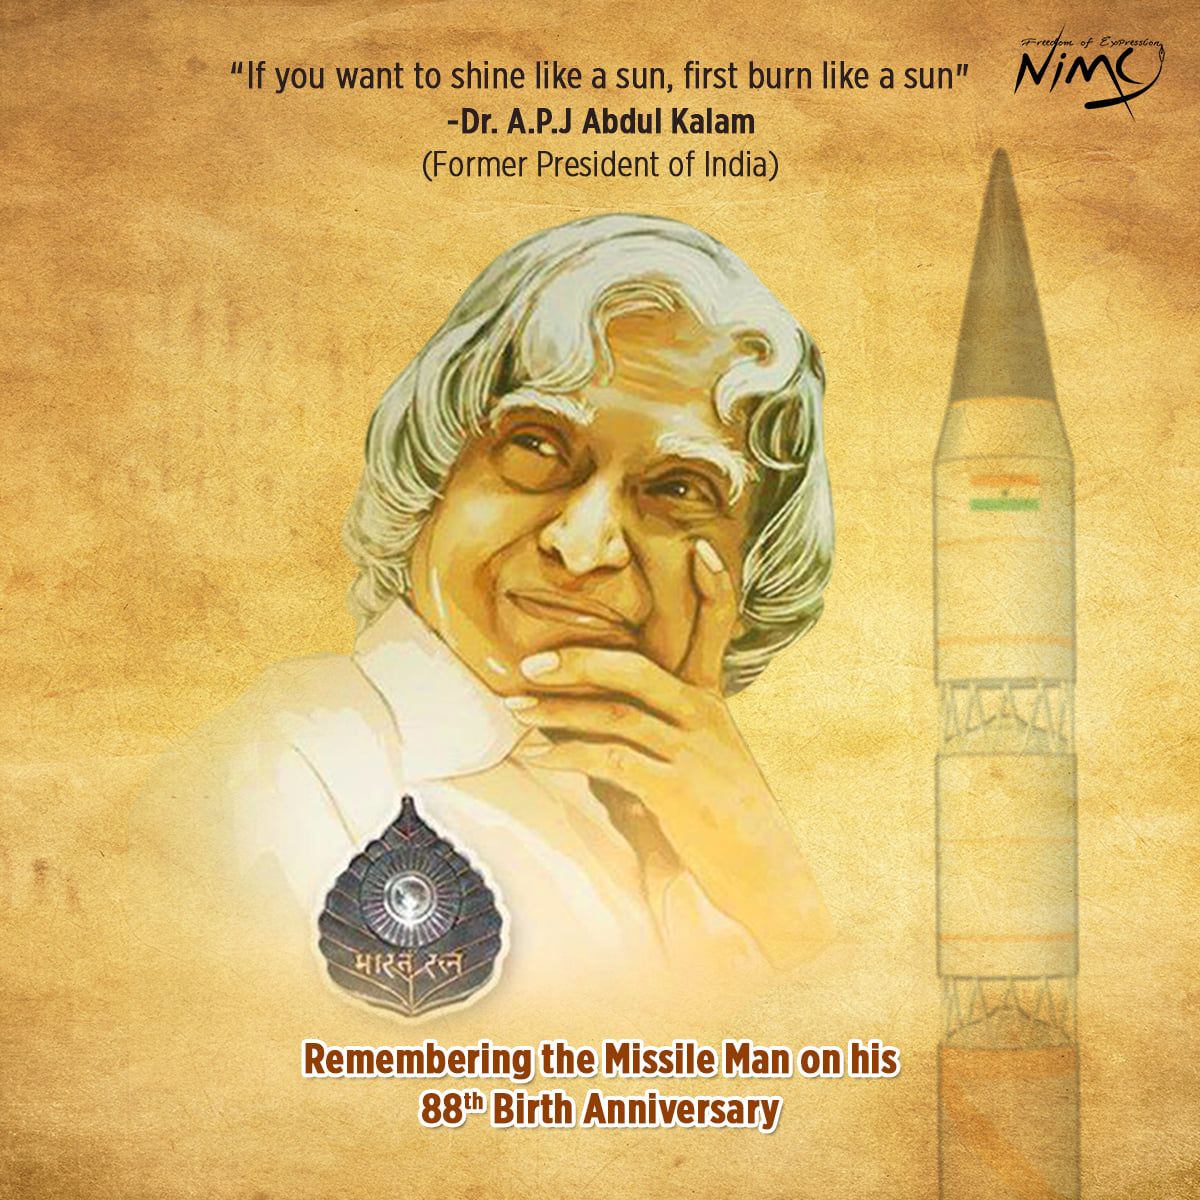 Freedom of Expression
NiMC
“If you want to shine like a sun, first burn like a sun”
-Dr. A.P.J Abdul Kalam
(Former President of India)
भारत रत्न
Remembering the Missile Man on his
88th Birth Anniversary